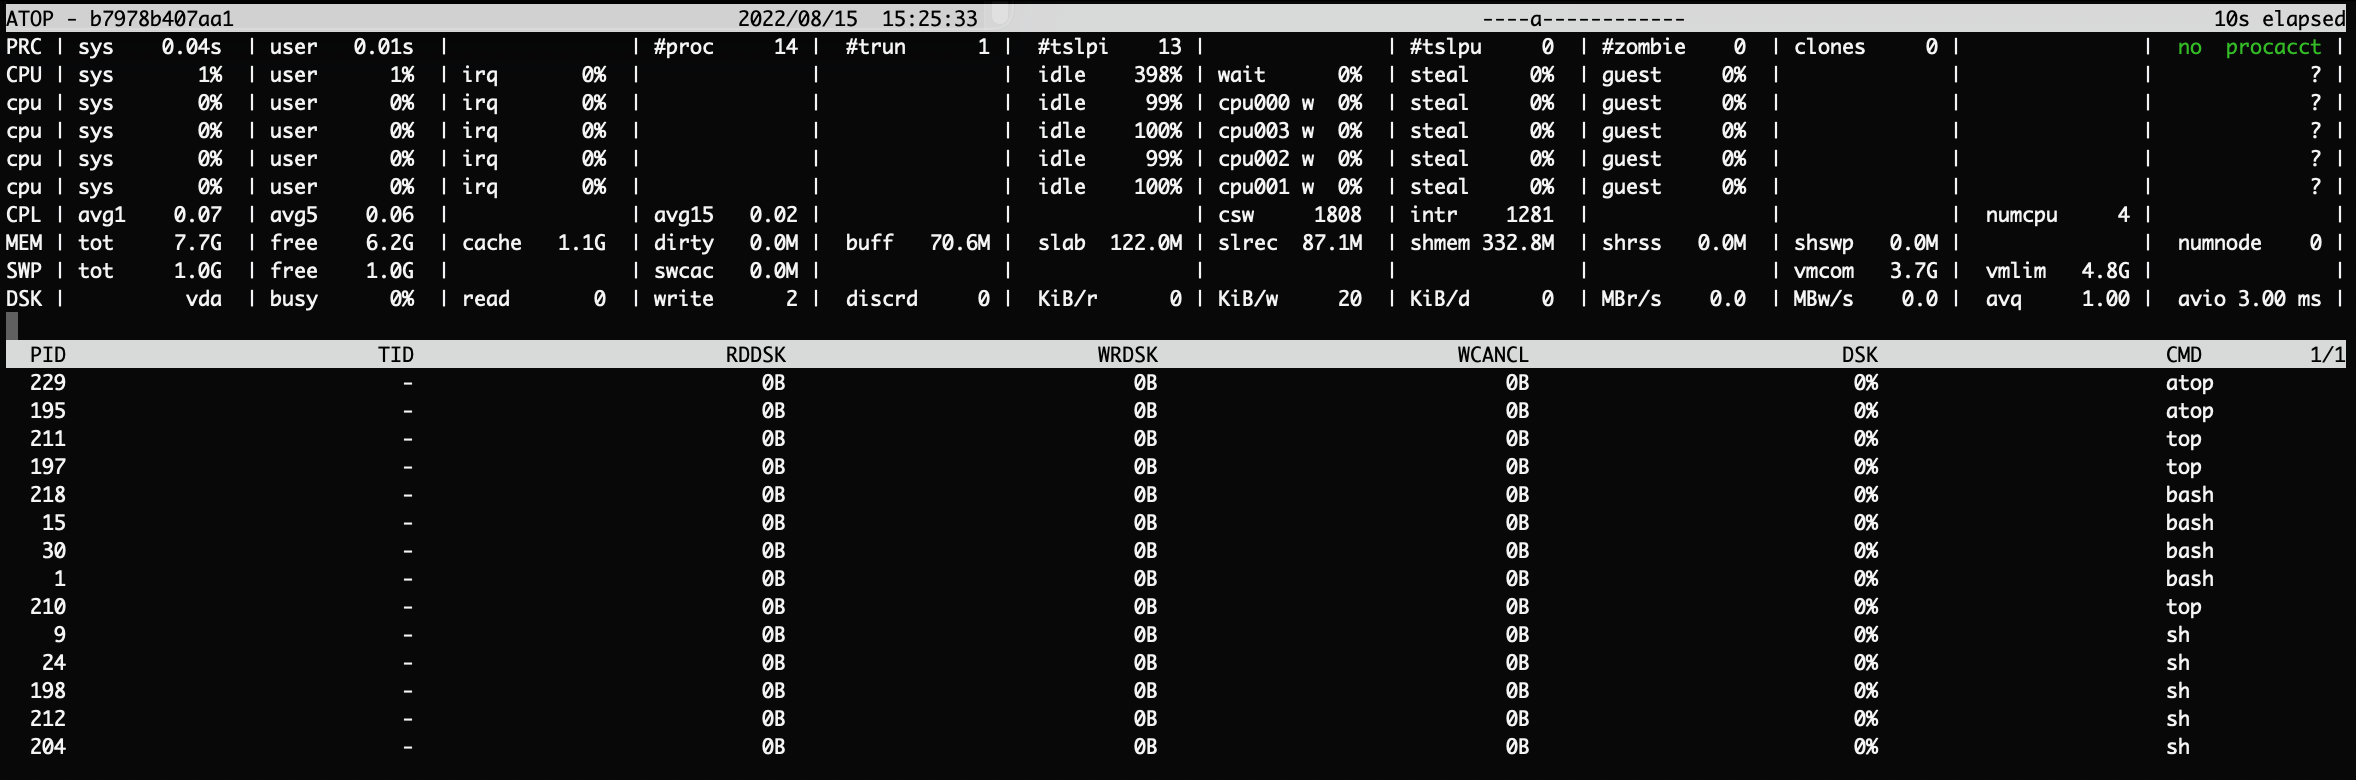 ATOP - b7978b407aa1 2022/08/15 15:25:33 ----a------------ 10s elapsed
PRC | sys 0.04s | user 0.01s | | #proc 14 | #trun 1 | #tslpi 13 | | #tslpu 0 | #zombie 0 | clones 0 | | no procacct |
CPU | sys 1% | user 1% | irq 0% | | | idle 398% | wait 0% | steal 0% | guest 0% | | | ? |
cpu | sys 0% | user 0% | irq 0% | | | idle 99% | cpu000 w 0% | steal 0% | guest 0% | | | ? |
cpu | sys 0% | user 0% | irq 0% | | | idle 100% | cpu003 w 0% | steal 0% | guest 0% | | | ? |
cpu | sys 0% | user 0% | irq 0% | | | idle 99% | cpu002 w 0% | steal 0% | guest 0% | | | ? |
cpu | sys 0% | user 0% | irq 0% | | | idle 100% | cpu001 w 0% | steal 0% | guest 0% | | | ? |
CPL | avg1 0.07 | avg5 0.06 | | avg15 0.02 | | | csw 1808 | intr 1281 | | | numcpu 4 | |
MEM | tot 7.7G | free 6.2G | cache 1.1G | dirty 0.0M | buff 70.6M | slab 122.0M | slrec 87.1M | shmem 332.8M | shrss 0.0M | shswp 0.0M | | numnode 0 |
SWP | tot 1.0G | free 1.0G | | swcac 0.0M | | | | | | vmcom 3.7G | vmlim 4.8G | |
DSK | vda | busy 0% | read 0 | write 2 | discrd 0 | KiB/r 0 | KiB/w 20 | KiB/d 0 | MBr/s 0.0 | MBw/s 0.0 | avq 1.00 | avio 3.00 ms |
PID TID RDDSK WRDSK WCANCL DSK CMD 1/1
229 - 0B 0B 0B 0% atop
195 - 0B 0B 0B 0% atop
211 - 0B 0B 0B 0% top
197 - 0B 0B 0B 0% top
218 - 0B 0B 0B 0% bash
15 - 0B 0B 0B 0% bash
30 - 0B 0B 0B 0% bash
1 - 0B 0B 0B 0% bash
210 - 0B 0B 0B 0% top
9 - 0B 0B 0B 0% sh
24 - 0B 0B 0B 0% sh
198 - 0B 0B 0B 0% sh
212 - 0B 0B 0B 0% sh
204 - 0B 0B 0B 0% sh